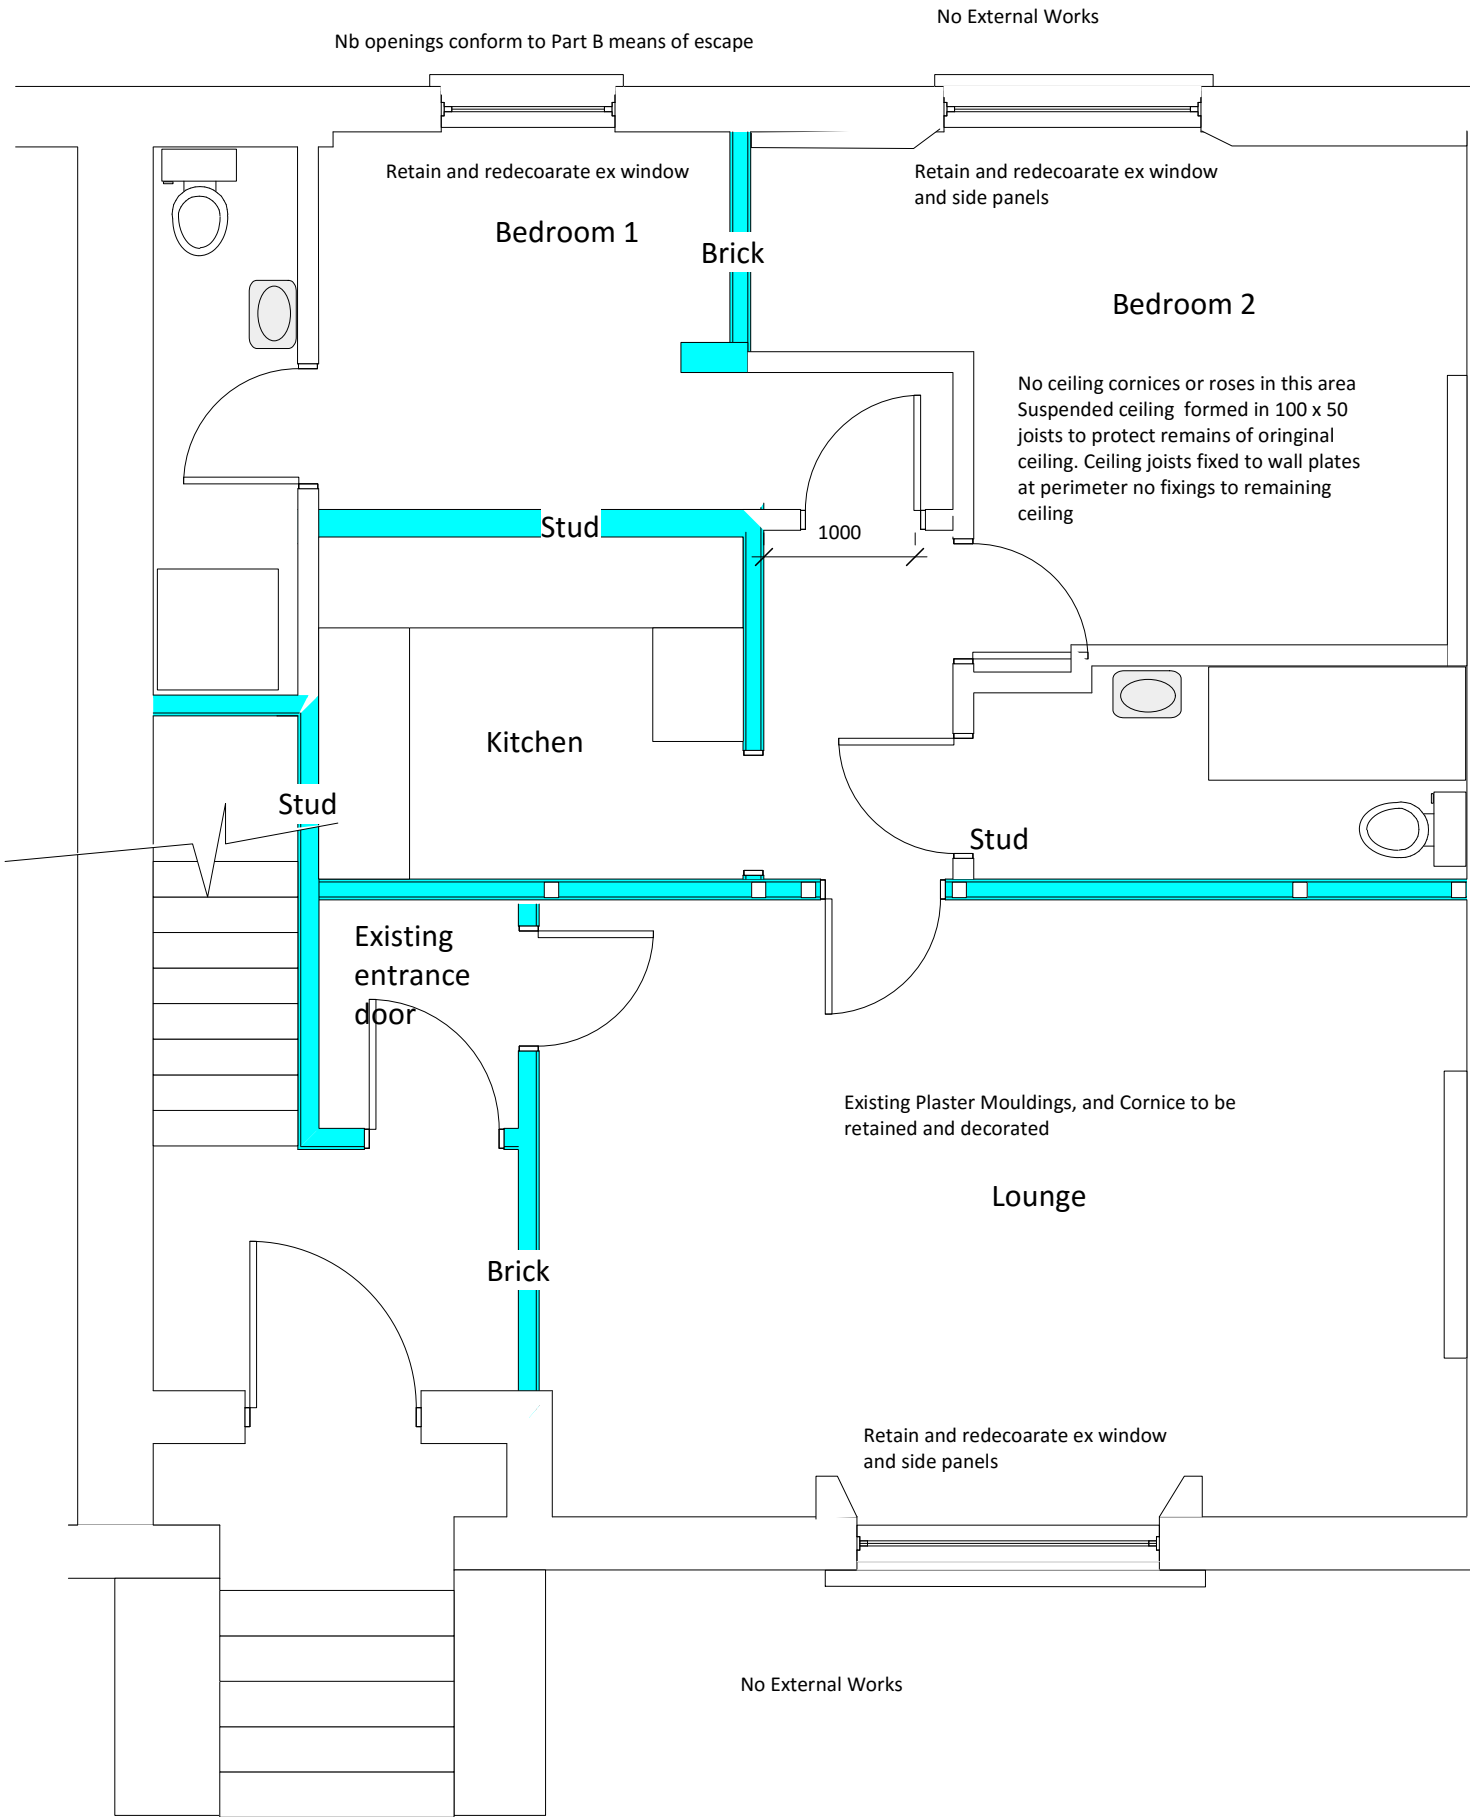 No External Works
Nb openings conform to Part B means of escape
Retain and redecoarate ex window
Retain and redecoarate ex window
and side panels
Bedroom 1
Brick
Bedroom 2
No ceiling cornices or roses in this area
Suspended ceiling formed in 100 x 50
joists to protect remains of oringinal
ceiling. Ceiling joists fixed to wall plates
at perimeter no fixings to remaining
ceiling
Stud
1000
Kitchen
Stud
Stud
Existing
entrance
door
Existing Plaster Mouldings, and Cornice to be
retained and decorated
Lounge
Brick
Retain and redecoarate ex window
and side panels
No External Works